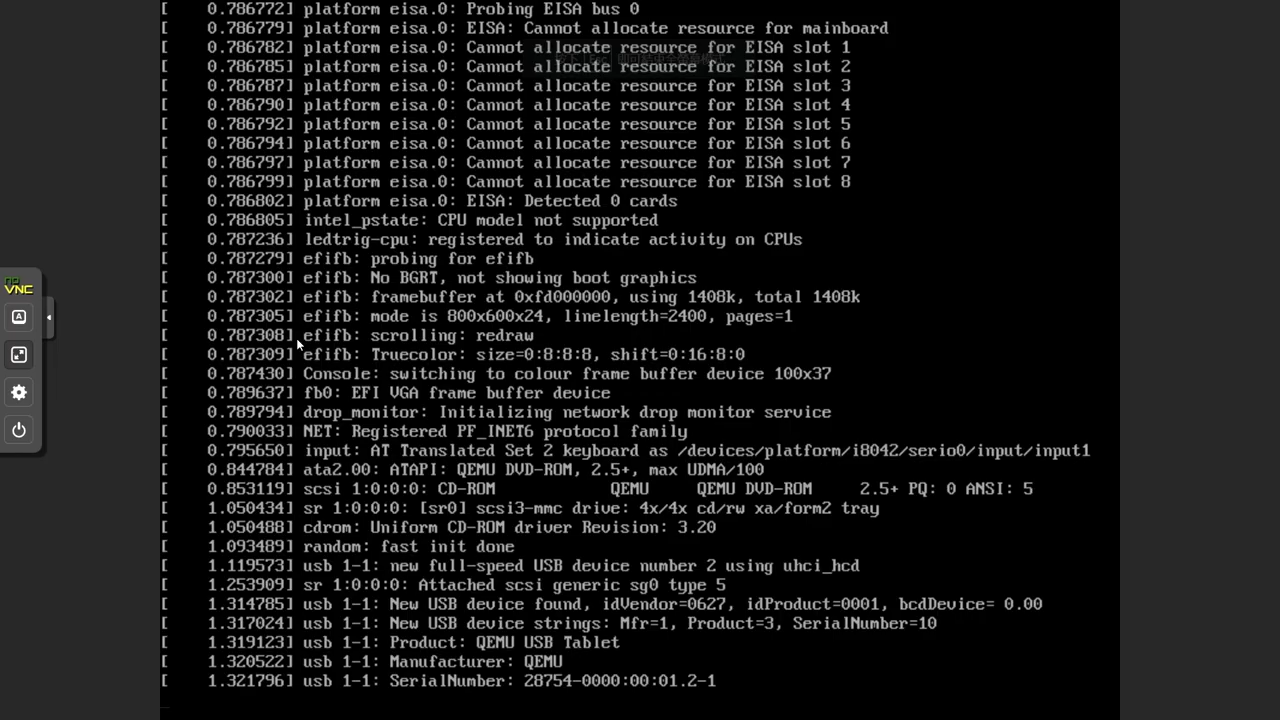 [    0.786772] platform eisa.0: Probing EISA bus 0
[    0.786779] platform eisa.0: EISA: Cannot allocate resource for mainboard
[    0.786782] platform eisa.0: Cannot allocate resource for EISA slot 1
[    0.786785] platform eisa.0: Cannot allocate resource for EISA slot 2
[    0.786787] platform eisa.0: Cannot allocate resource for EISA slot 3
[    0.786790] platform eisa.0: Cannot allocate resource for EISA slot 4
[    0.786792] platform eisa.0: Cannot allocate resource for EISA slot 5
[    0.786794] platform eisa.0: Cannot allocate resource for EISA slot 6
[    0.786797] platform eisa.0: Cannot allocate resource for EISA slot 7
[    0.786799] platform eisa.0: Cannot allocate resource for EISA slot 8
[    0.786802] platform eisa.0: EISA: Detected 0 cards
[    0.786805] intel_pstate: CPU model not supported
[    0.787236] ledtrig-cpu: registered to indicate activity on CPUs
[    0.787279] efifb: probing for efifb
[    0.787300] efifb: No BGRT, not showing boot graphics
[    0.787302] efifb: framebuffer at 0xfd000000, using 1408k, total 1408k
[    0.787305] efifb: mode is 800x600x24, linelength=2400, pages=1
[    0.787308] efifb: scrolling: redraw
[    0.787309] efifb: Truecolor: size=0:8:8:8, shift=0:16:8:0
[    0.787430] Console: switching to colour frame buffer device 100x37
[    0.789637] fb0: EFI VGA frame buffer device
[    0.789794] drop_monitor: Initializing network drop monitor service
[    0.790033] NET: Registered PF_INET6 protocol family
[    0.795650] input: AT Translated Set 2 keyboard as /devices/platform/i8042/serio0/input/input1
[    0.844784] ata2.00: ATAPI: QEMU DVD-ROM, 2.5+, max UDMA/100
[    0.853119] scsi 1:0:0:0: CD-ROM            QEMU     QEMU DVD-ROM     2.5+ PQ: 0 ANSI: 5
[    1.050434] sr 1:0:0:0: [sr0] scsi3-mmc drive: 4x/4x cd/rw xa/form2 tray
[    1.050488] cdrom: Uniform CD-ROM driver Revision: 3.20
[    1.093489] random: fast init done
[    1.119573] usb 1-1: new full-speed USB device number 2 using uhci_hcd
[    1.253909] sr 1:0:0:0: Attached scsi generic sg0 type 5
[    1.314785] usb 1-1: New USB device found, idVendor=0627, idProduct=0001, bcdDevice= 0.00
[    1.317024] usb 1-1: New USB device strings: Mfr=1, Product=3, SerialNumber=10
[    1.319123] usb 1-1: Product: QEMU USB Tablet
[    1.320522] usb 1-1: Manufacturer: QEMU
[    1.321796] usb 1-1: SerialNumber: 28754-0000:00:01.2-1
no
VNC
A